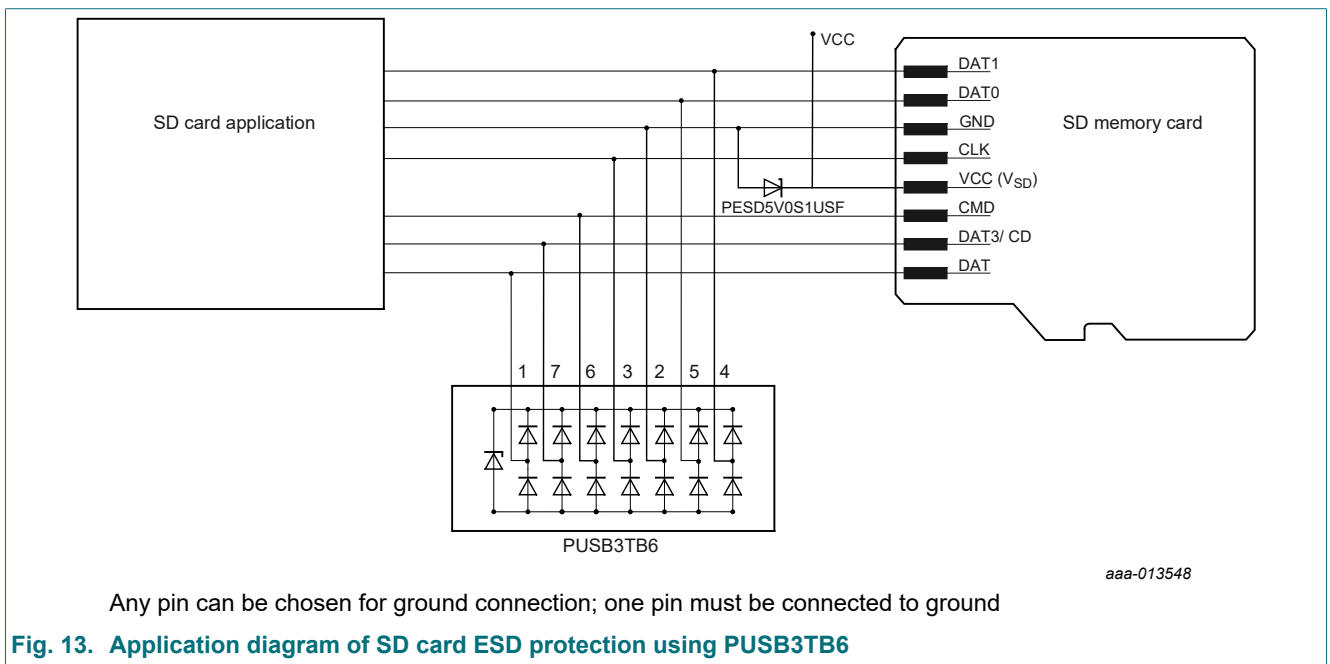 VCC
SD card application
DAT1
DAT0
GND
SD memory card
CLK
VCC (VSD)
PESD5V0S1USF
CMD
DAT3/ CD
DAT
1 7 6 3 2 5 4
PUSB3TB6
aaa-013548
Any pin can be chosen for ground connection; one pin must be connected to ground
Fig. 13. Application diagram of SD card ESD protection using PUSB3TB6